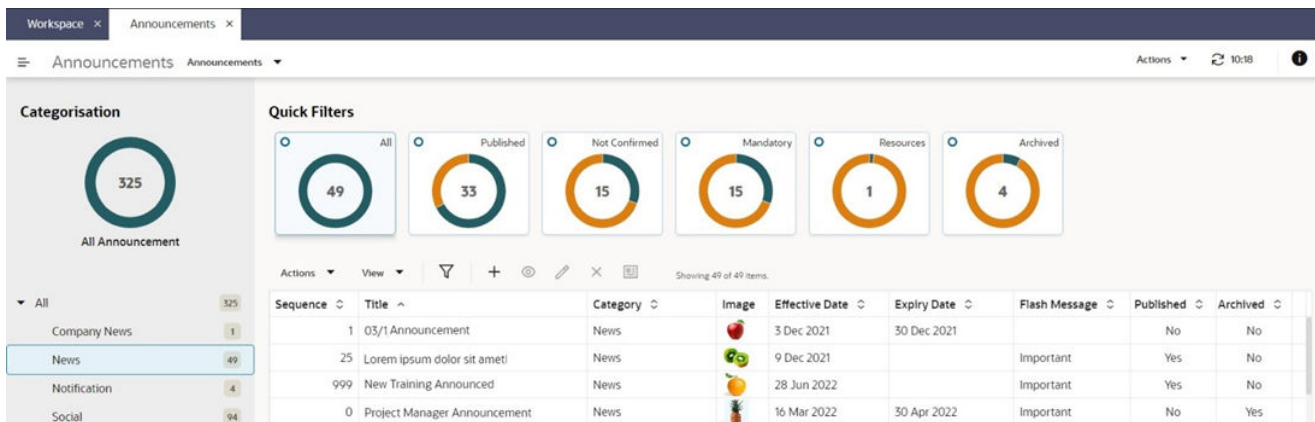 Workspace ×
Announcements ×
Announcements
Announcements
Actions
10:18
Categorisation
325
All Announcement
All 325
Company News 1
News 49
Notification 4
Social 94
Quick Filters
All
49
Published
33
Not Confirmed
15
Mandatory
15
Resources
1
Archived
4
Actions
View
Showing 49 of 49 items.
Sequence Title Category Image Effective Date Expiry Date Flash Message Published Archived
1 03/1 Announcement News 3 Dec 2021 30 Dec 2021 No No
25 Lorem ipsum dolor sit amet News 9 Dec 2021 Important Yes No
999 New Training Announced News 28 Jun 2022 Important Yes No
0 Project Manager Announcement News 16 Mar 2022 30 Apr 2022 Important No Yes